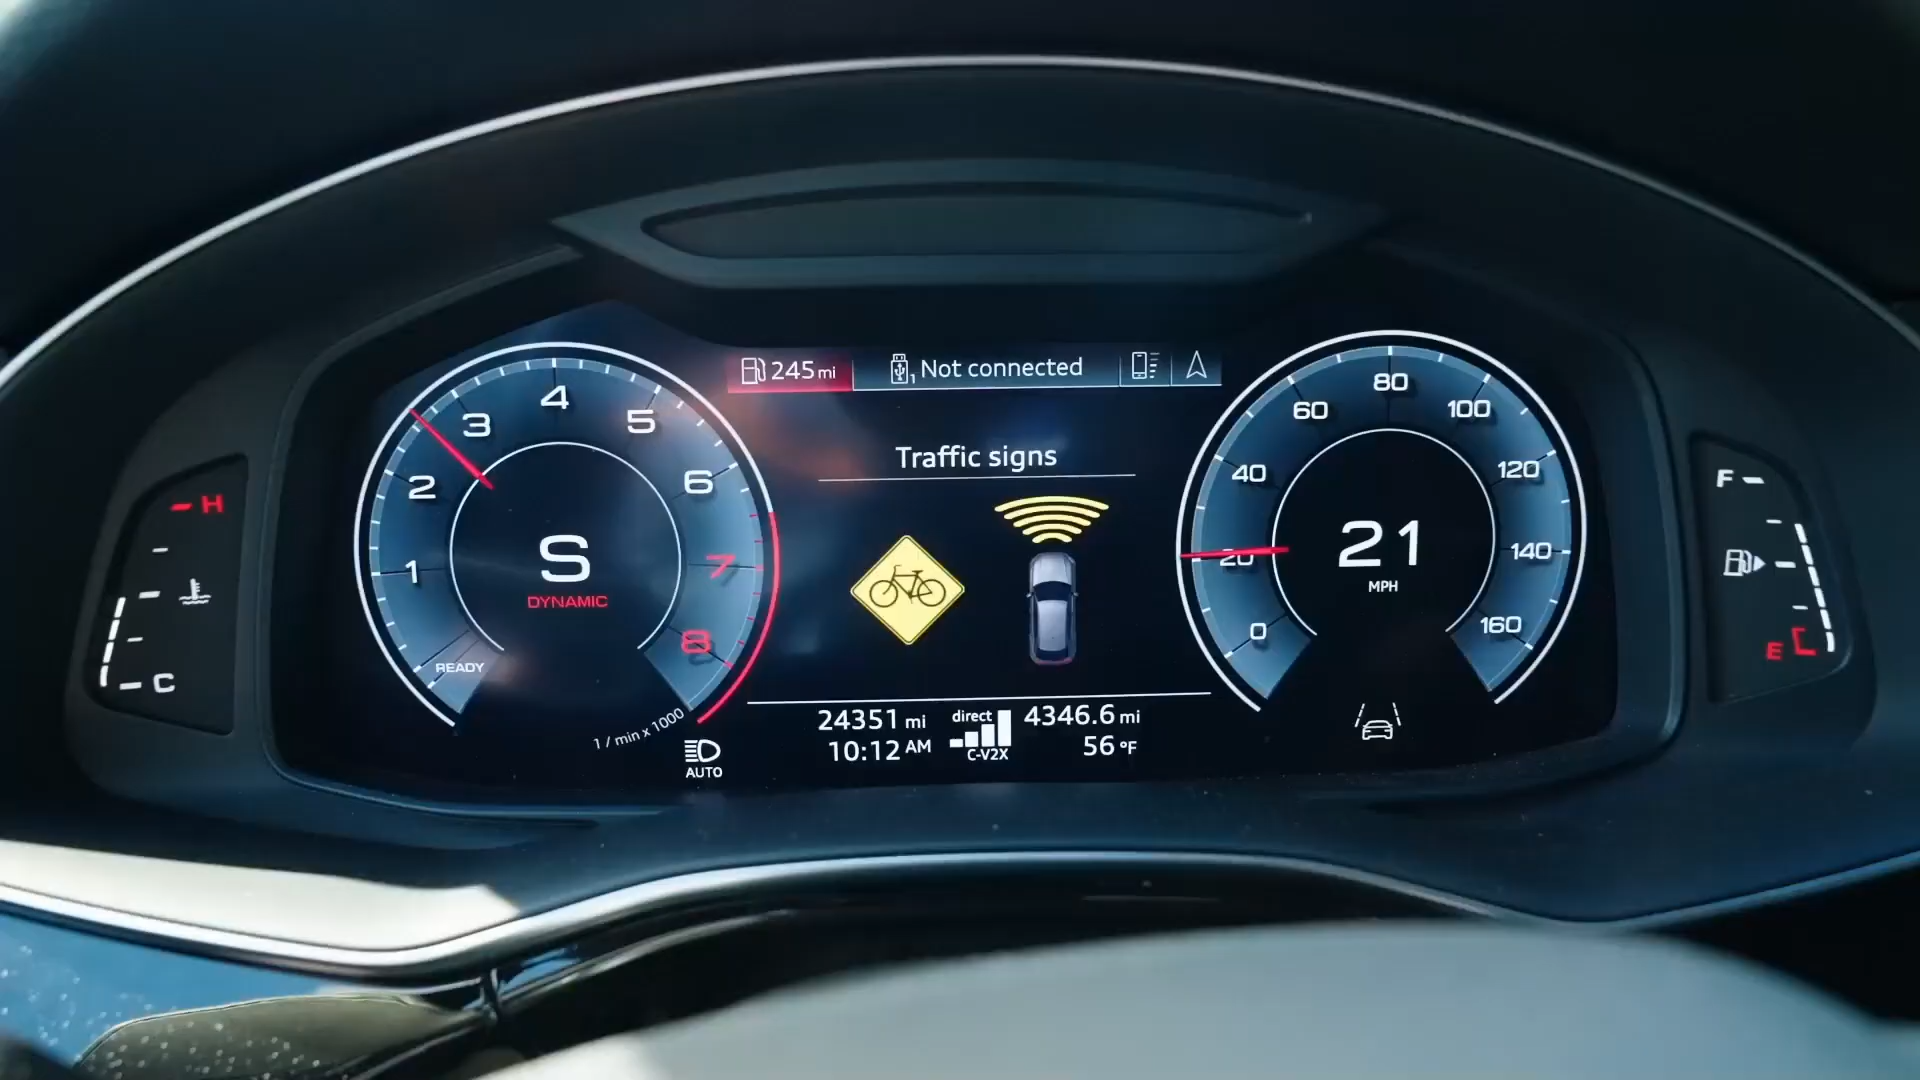 245 mi
1 Not connected
Traffic signs
1
2
3
4
5
6
7
8
READY
1 / min x 1000
S
DYNAMIC
0
20
40
60
80
100
120
140
160
21
MPH
H
C
F
E
AUTO
24351 mi
direct
4346.6 mi
10:12 AM
C-V2X
56 °F